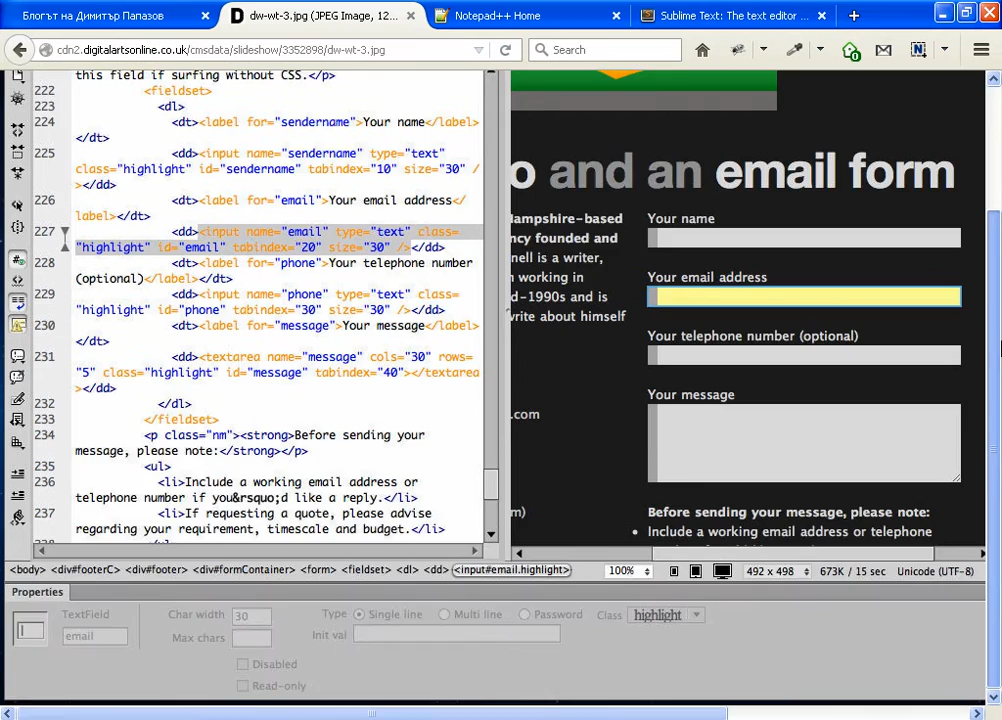 Блогът на Димитър Папазов
dw-wt-3.jpg (JPEG Image, 12...
Notepad++ Home
Sublime Text: The text editor ...
cdn2.digitalartsonline.co.uk/cmsdata/slideshow/3352898/dw-wt-3.jpg
Search
this field if surfing without CSS.</p>
222 <fieldset>
223 <dl>
224 <dt><label for="sendername">Your name</label>
</dt>
225 <dd><input name="sendername" type="text"
class="highlight" id="sendername" tabindex="10" size="30" /
></dd>
226 <dt><label for="email">Your email address</
label></dt>
227 <dd><input name="email" type="text" class=
"highlight" id="email" tabindex="20" size="30" /></dd>
228 <dt><label for="phone">Your telephone number
(optional)</label></dt>
229 <dd><input name="phone" type="text" class=
"highlight" id="phone" tabindex="30" size="30" /></dd>
230 <dt><label for="message">Your message</label>
</dt>
231 <dd><textarea name="message" cols="30" rows=
"5" class="highlight" id="message" tabindex="40"></textarea
></dd>
232 </dl>
233 </fieldset>
234 <p class="nm"><strong>Before sending your
message, please note:</strong></p>
235 <ul>
236 <li>Include a working email address or
telephone number if you&rsquo;d like a reply.</li>
237 <li>If requesting a quote, please advise
regarding your requirement, timescale and budget.</li>
o and an email form
Hampshire-based
ncy founded and
nell is a writer,
n working in
d-1990s and is
write about himself
.com
m)
Your name
Your email address
Your telephone number (optional)
Your message
Before sending your message, please note:
Include a working email address or telephone
<body> <div#footerC> <div#footer> <div#formContainer> <form> <fieldset> <dl> <dd> <input#email.highlight>
100%
492 x 498
673K / 15 sec
Unicode (UTF-8)
Properties
TextField
email
Char width 30
Max chars
Type Single line Multi line Password
Init val
Class highlight
Disabled
Read-only